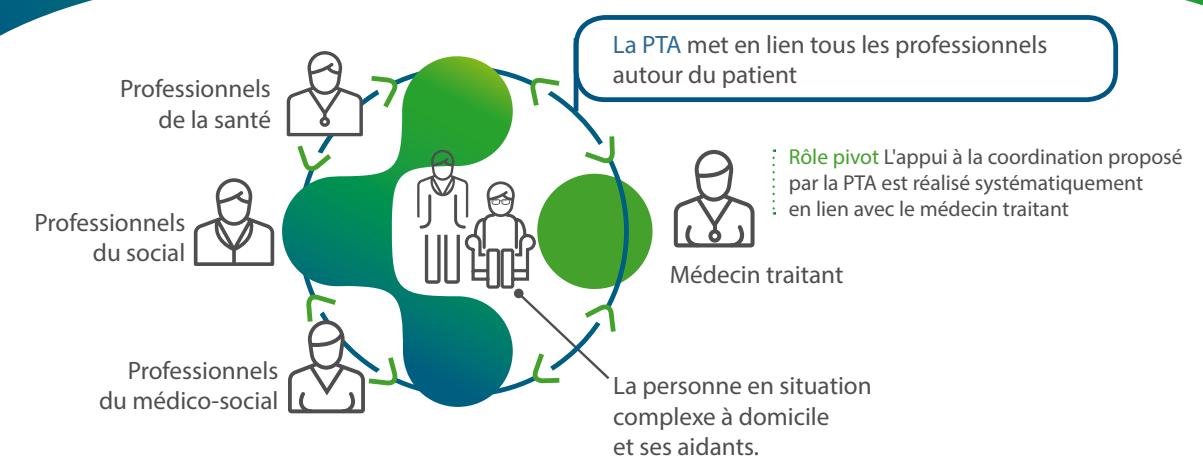 La PTA met en lien tous les professionnels
autour du patient
Professionnels
de la santé
Rôle pivot L'appui à la coordination proposé
par la PTA est réalisé systématiquement
en lien avec le médecin traitant
Professionnels
du social
Médecin traitant
Professionnels
du médico-social
La personne en situation
complexe à domicile
et ses aidants.